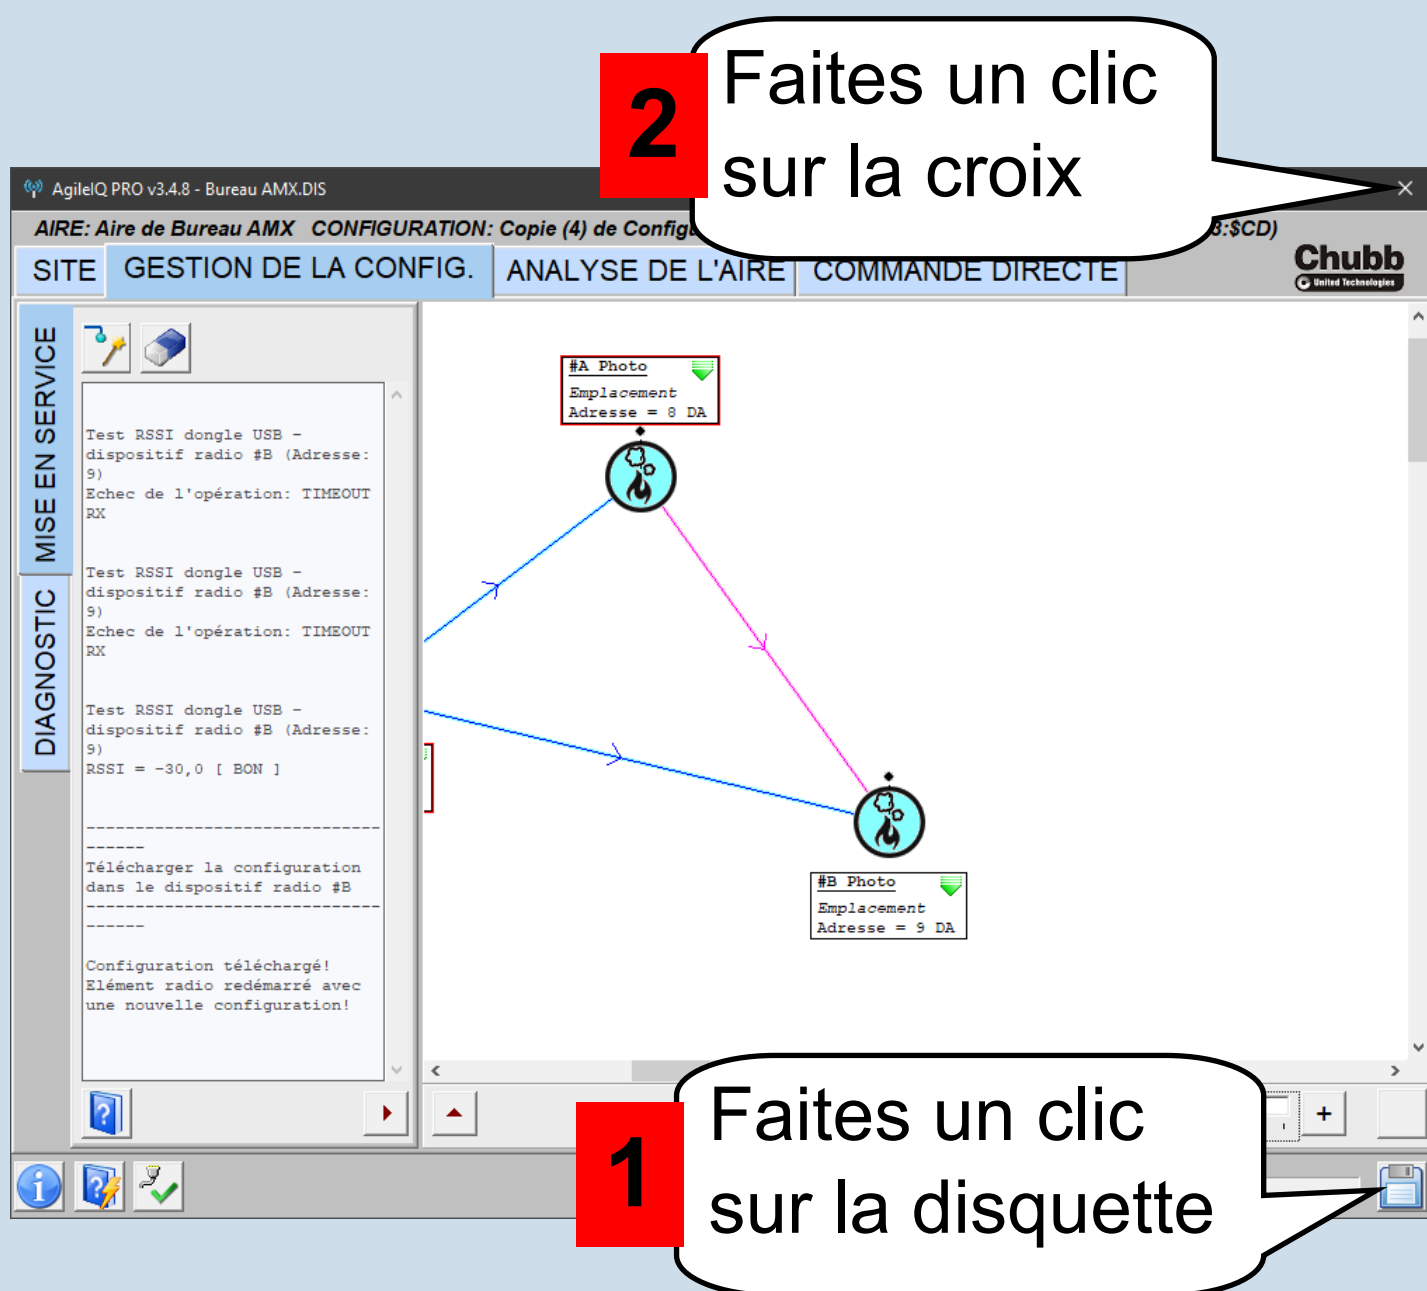 2
Faites un clic
sur la croix
AgileIQ PRO v3.4.8 - Bureau AMX.DIS
AIRE: Aire de Bureau AMX CONFIGURATION: Copie (4) de Config :$CD)
SITE
GESTION DE LA CONFIG.
ANALYSE DE L'AIRE
COMMANDE DIRECTE
Chubb
United Technologies
MISE EN SERVICE
DIAGNOSTIC
Test RSSI dongle USB -
dispositif radio #B (Adresse:
9)
Echec de l'opération: TIMEOUT
RX
Test RSSI dongle USB -
dispositif radio #B (Adresse:
9)
Echec de l'opération: TIMEOUT
RX
Test RSSI dongle USB -
dispositif radio #B (Adresse:
9)
RSSI = -30,0 [ BON ]
------------------------------
------
Télécharger la configuration
dans le dispositif radio #B
------------------------------
------
Configuration téléchargé!
Elément radio redémarré avec
une nouvelle configuration!
#A Photo
Emplacement
Adresse = 8 DA
#B Photo
Emplacement
Adresse = 9 DA
+
1
Faites un clic
sur la disquette